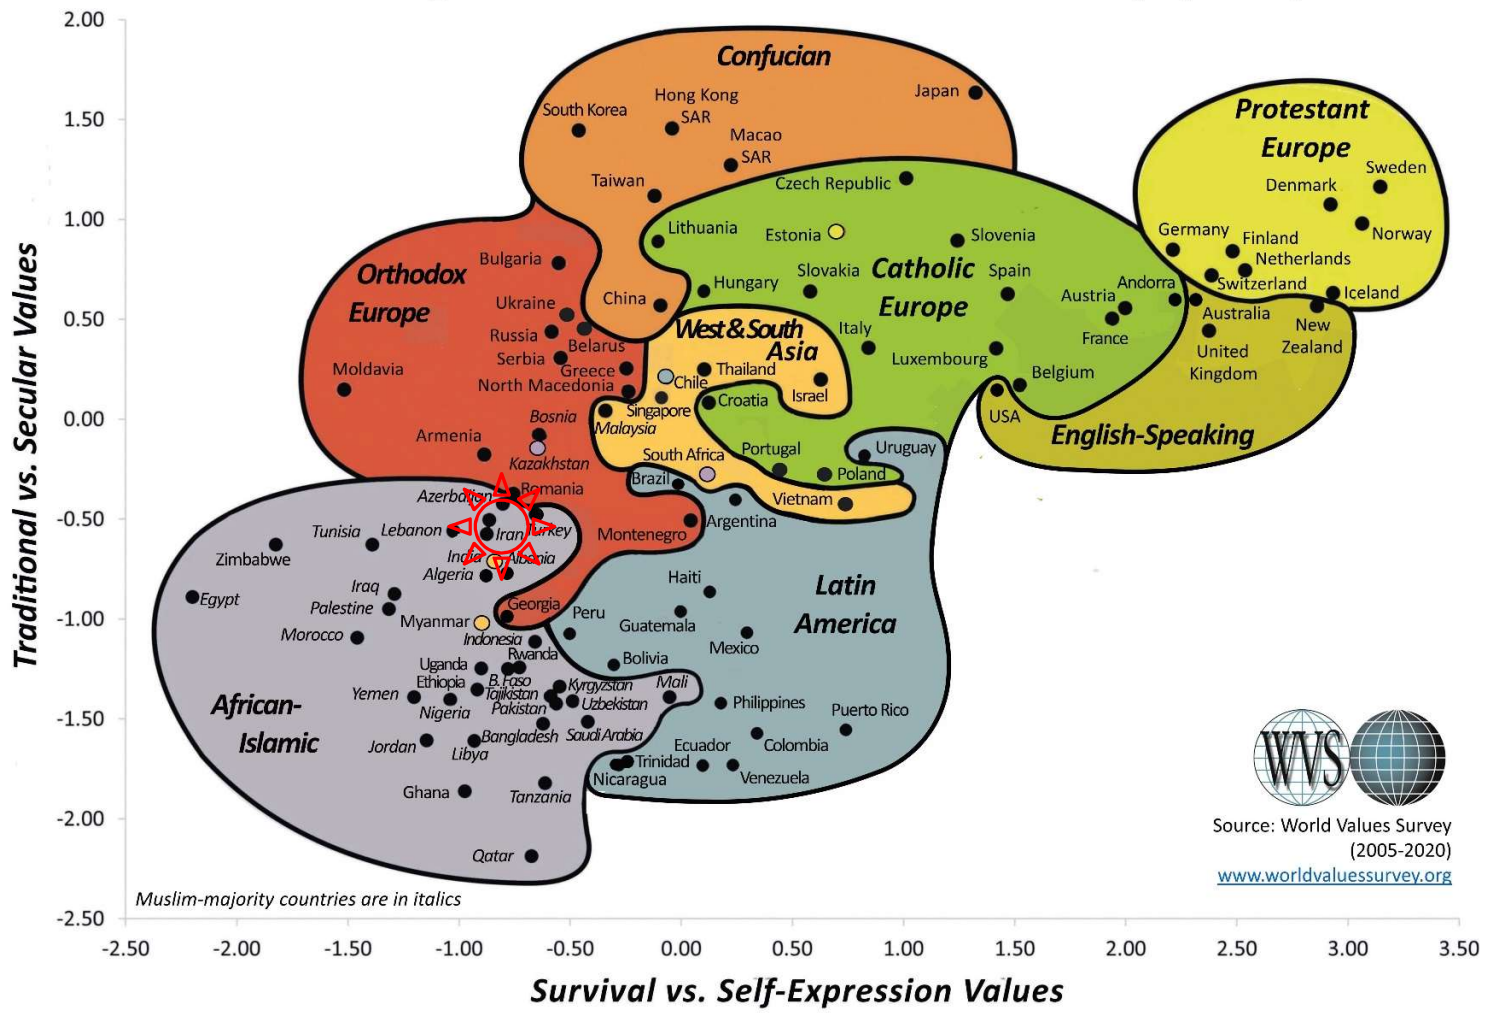 2.00
1.50
1.00
0.50
0.00
-0.50
-1.00
-1.50
-2.00
-2.50
Traditional vs. Secular Values
Confucian
Japan
Hong Kong
SAR
South Korea
Macao
SAR
Taiwan
Protestant
Europe
Sweden
Denmark
Norway
Germany
Finland
Netherlands
Switzerland
Iceland
Czech Republic
Lithuania
Estonia
Slovenia
Catholic
Europe
Slovakia
Spain
Hungary
Andorra
Austria
France
Italy
Luxembourg
Belgium
Croatia
Portugal
Poland
Australia
New
Zealand
United
Kingdom
USA
English-Speaking
Orthodox
Europe
Bulgaria
China
Ukraine
Russia
Belarus
Serbia
Greece
North Macedonia
Moldavia
Bosnia
Armenia
Kazakhstan
Romania
Montenegro
Georgia
West & South
Asia
Thailand
Chile
Israel
Singapore
Malaysia
South Africa
Vietnam
Uruguay
Brazil
Argentina
Latin
America
Haiti
Peru
Guatemala
Mexico
Bolivia
Philippines
Puerto Rico
Ecuador
Colombia
Trinidad
Venezuela
Nicaragua
African-
Islamic
Tunisia
Lebanon
Iran
Turkey
Zimbabwe
India
Albania
Algeria
Iraq
Egypt
Palestine
Myanmar
Morocco
Indonesia
Rwanda
Uganda
Ethiopia
B. Faso
Kyrgyzstan
Mali
Yemen
Tajikistan
Nigeria
Pakistan
Uzbekistan
Jordan
Libya
Bangladesh
Saudi Arabia
Ghana
Tanzania
Qatar
Muslim-majority countries are in italics
WVS
Source: World Values Survey
(2005-2020)
www.worldvaluessurvey.org
-2.50 -2.00 -1.50 -1.00 -0.50 0.00 0.50 1.00 1.50 2.00 2.50 3.00 3.50
Survival vs. Self-Expression Values